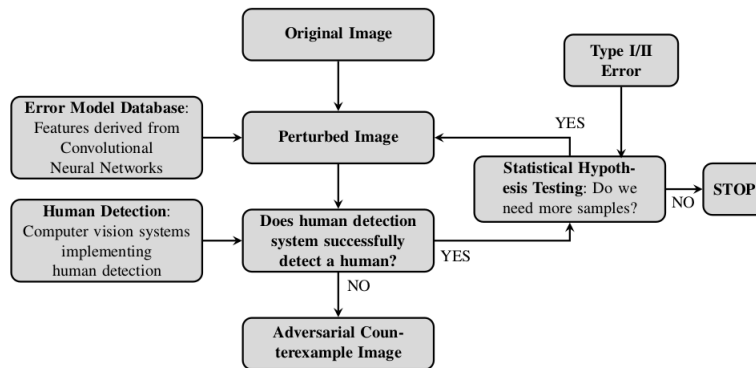 Original Image
Type I/II
Error
Error Model Database:
Features derived from
Convolutional
Neural Networks
Perturbed Image
YES
Statistical Hypoth-
esis Testing: Do we
need more samples?
NO
STOP
Human Detection:
Computer vision systems
implementing
human detection
Does human detection
system successfully
detect a human?
YES
NO
Adversarial Coun-
terexample Image